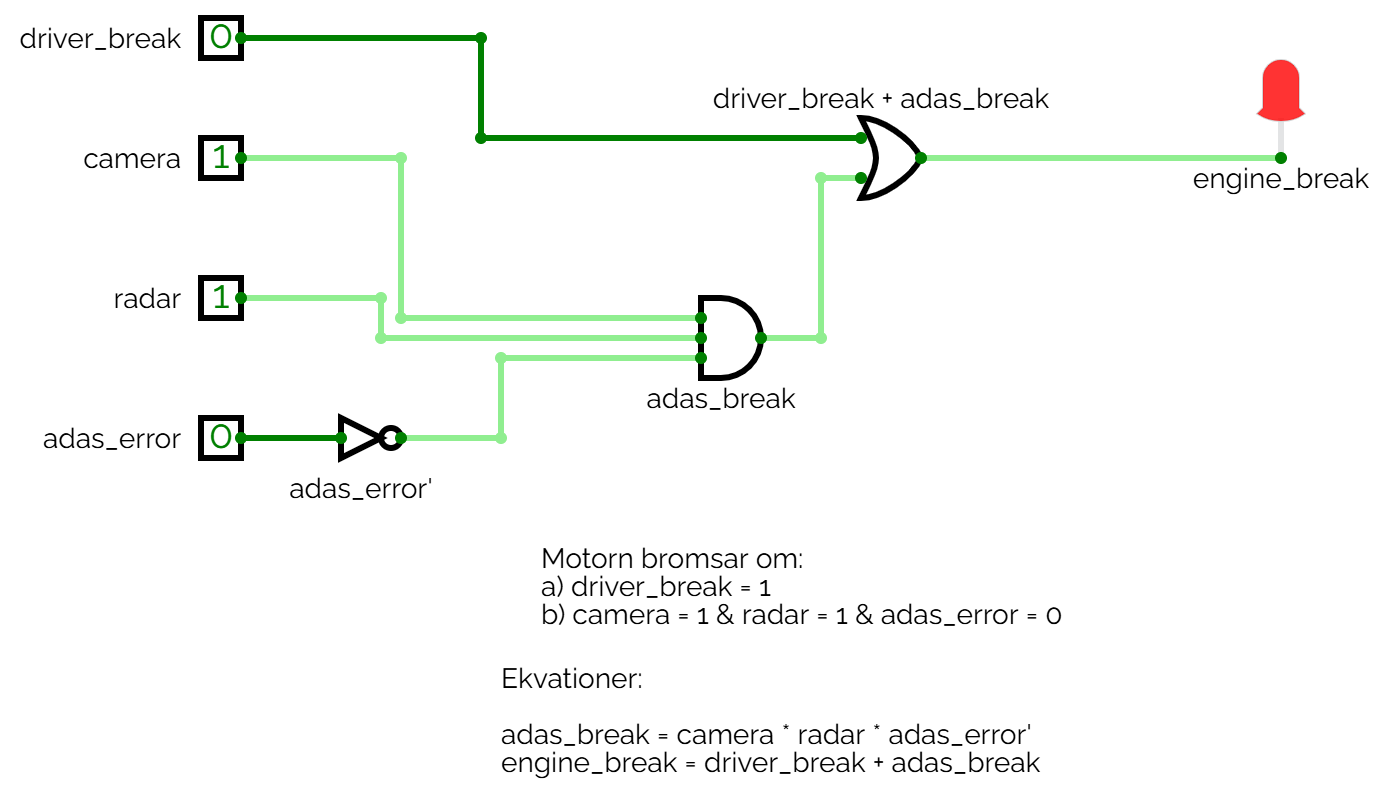 driver_break 0
driver_break + adas_break
camera 1
engine_break
radar 1
adas_break
adas_error 0
adas_error'
Motorn bromsar om:
a) driver_break = 1
b) camera = 1 & radar = 1 & adas_error = 0
Ekvationer:
adas_break = camera * radar * adas_error'
engine_break = driver_break + adas_break